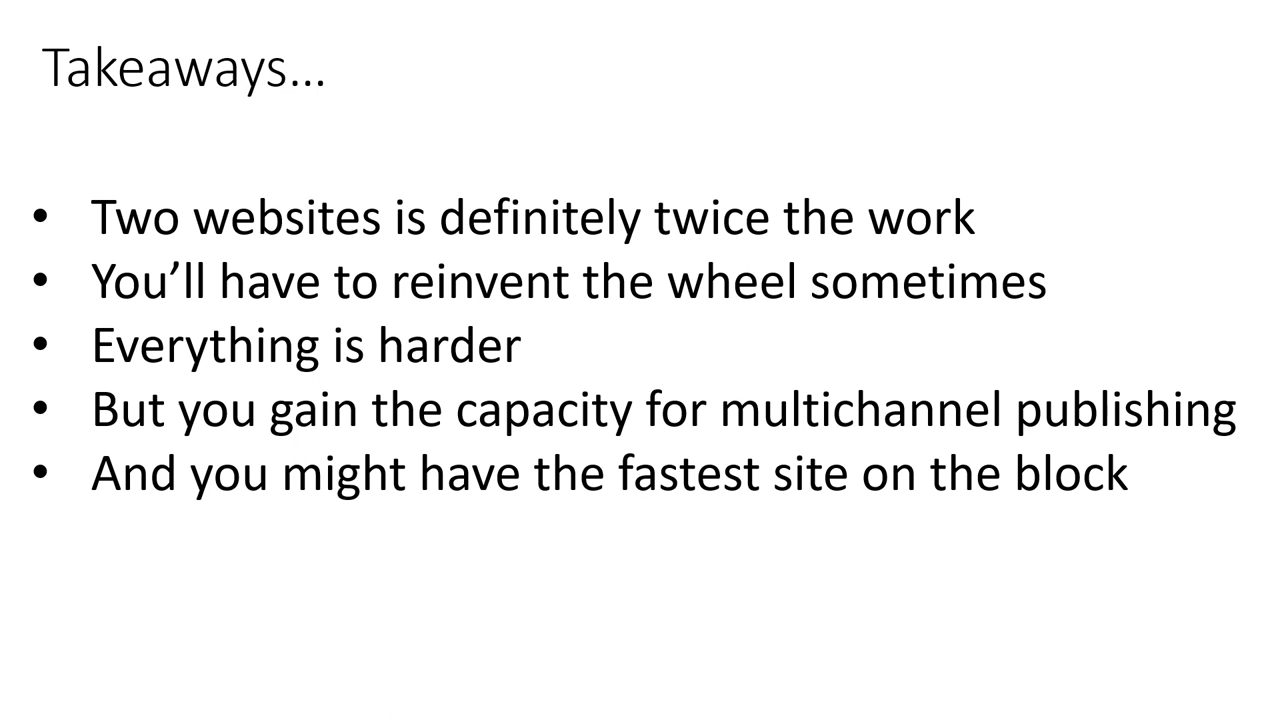 Takeaways…
• Two websites is definitely twice the work
• You’ll have to reinvent the wheel sometimes
• Everything is harder
• But you gain the capacity for multichannel publishing
• And you might have the fastest site on the block